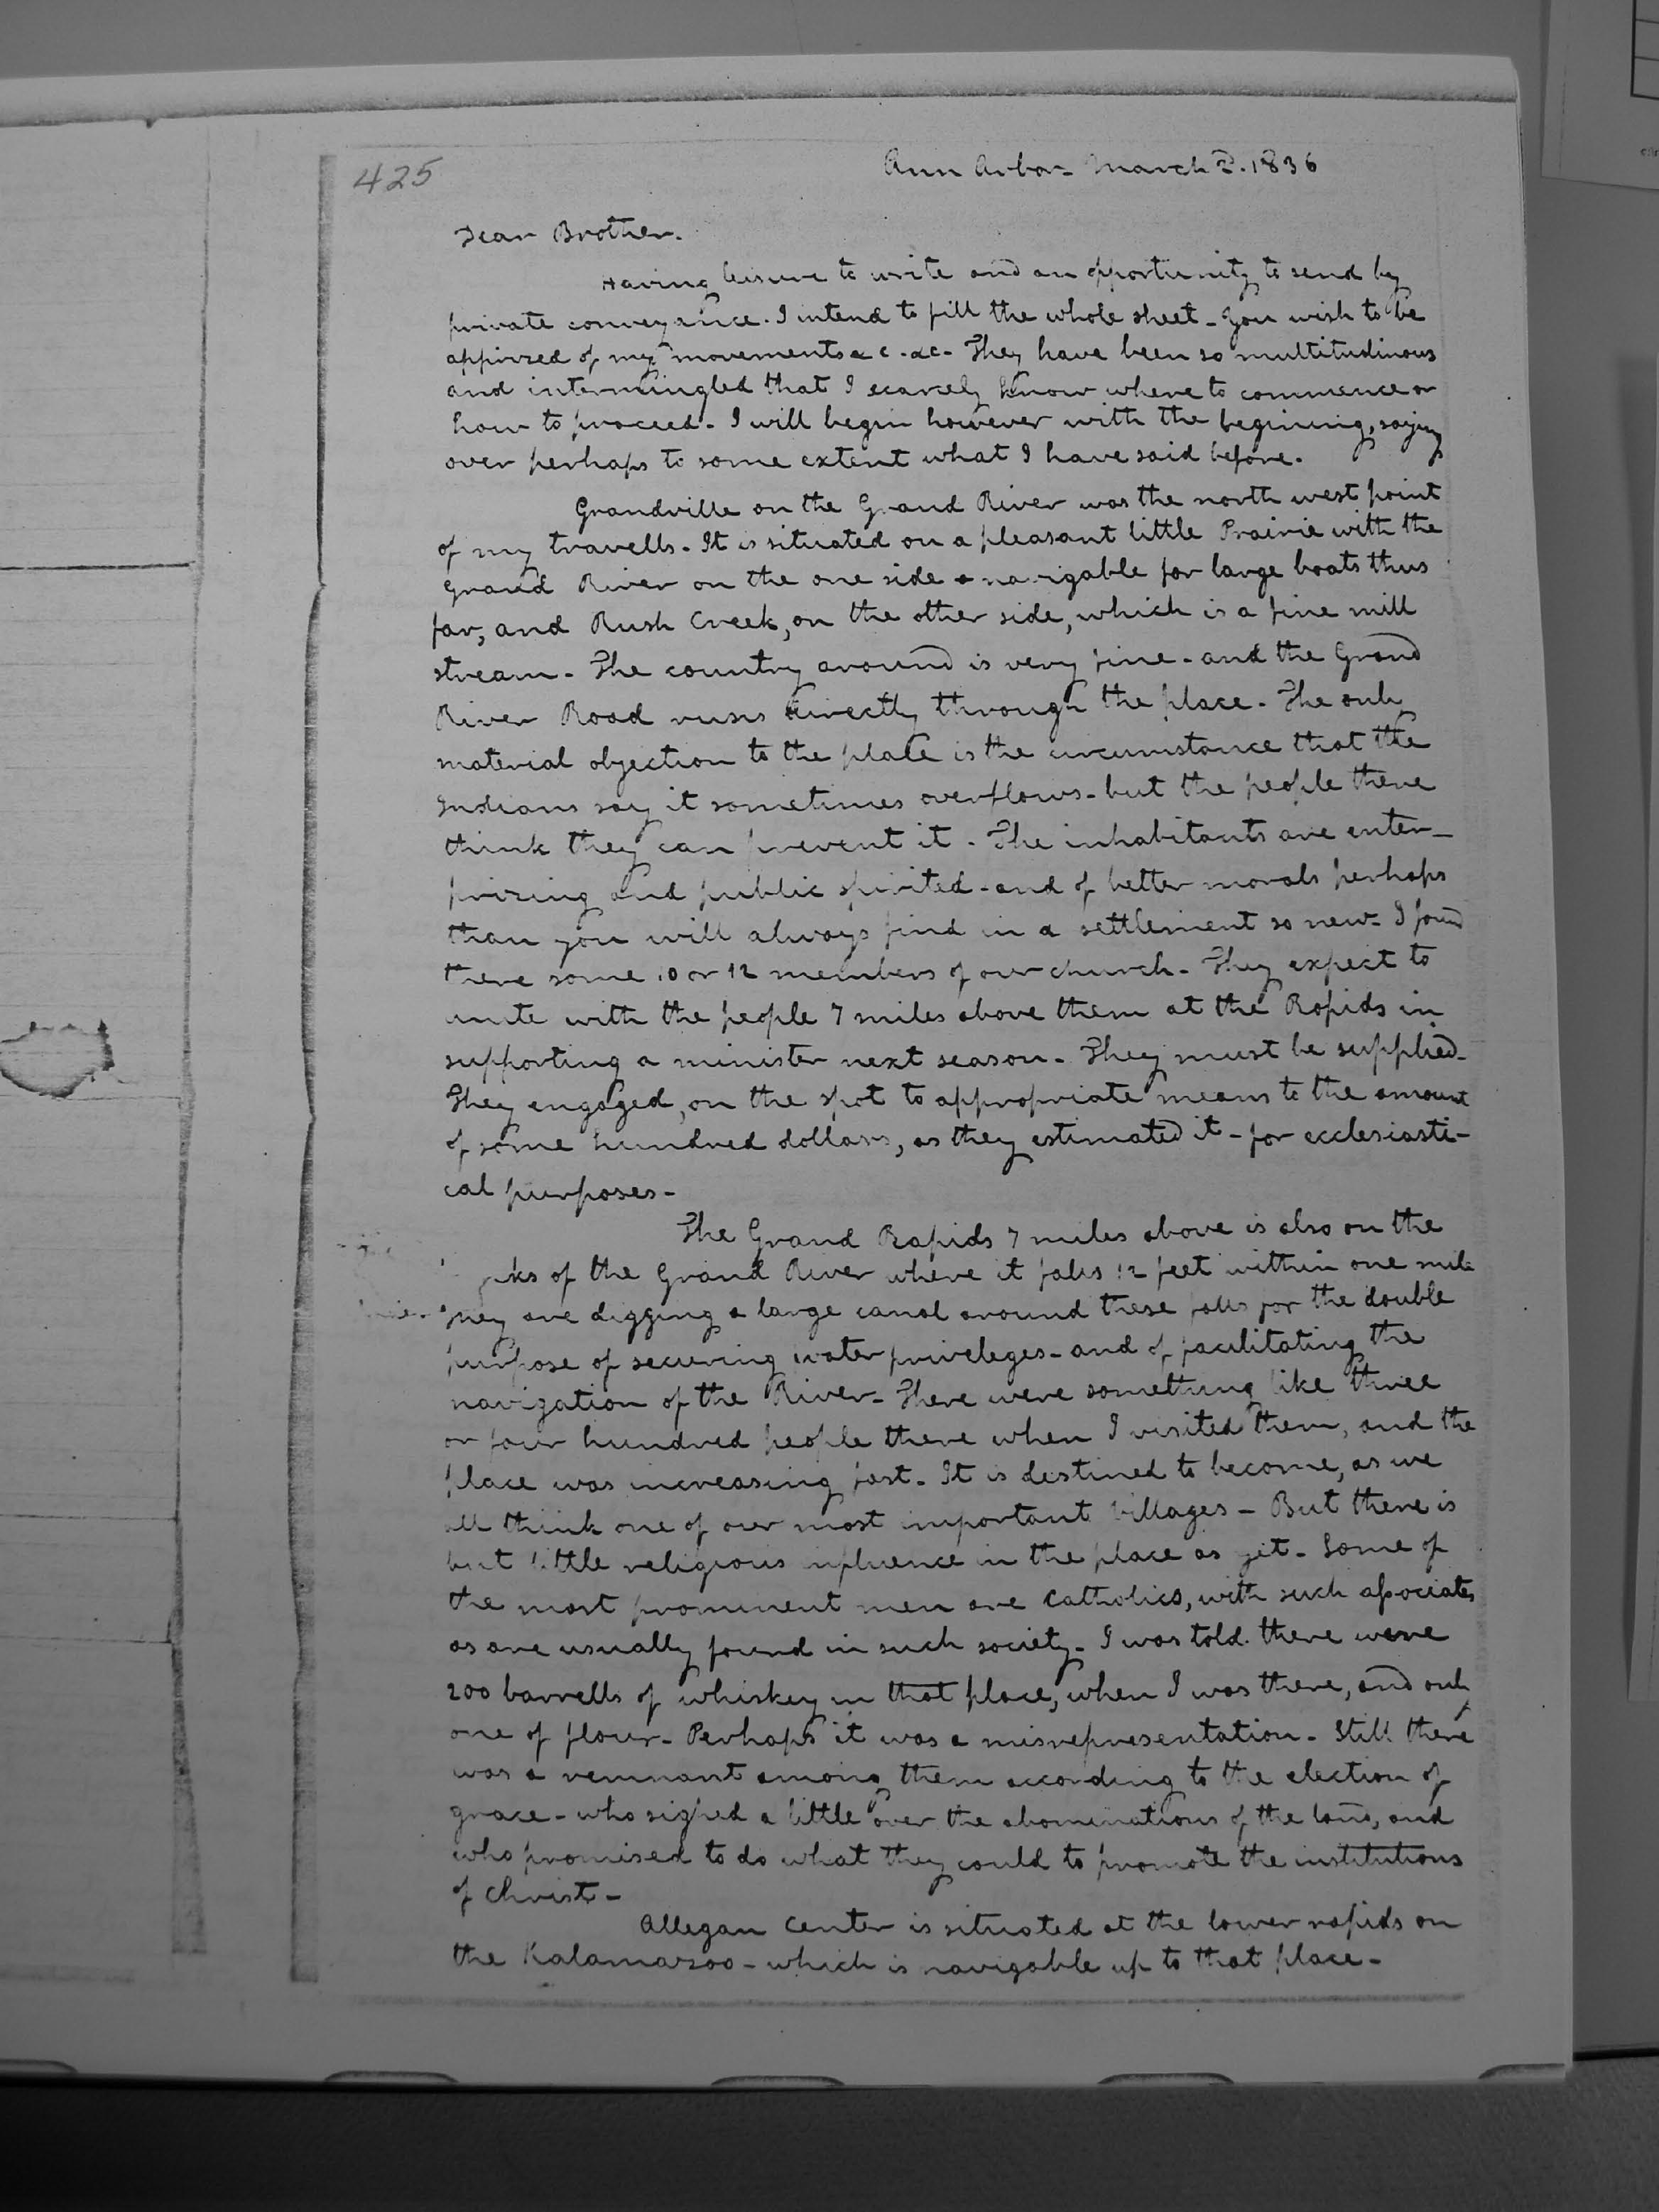 425
Ann Arbor - March 2. 1836
Dear Brother.
Having leisure to write and an opportunity to send by
private conveyance. I intend to fill the whole sheet - You wish to be
appirzed of my movements &c. &c - They have been so multitudinous
and intermingled that I scarcely know where to commence or
how to proceed - I will begin however with the begining, saying
over perhaps to some extent what I have said before.
Grandville on the Grand River was the north west point
of my travells - It is situated on a pleasant little Prairie with the
Grand River on the one side navigable for large boats thus
far, and Rush Creek, on the other side, which is a fine mill
stream - The country around is very fine - and the Grand
River Road runs directly through the place - The only
material objection to the place is the circumstance that the
Indians say it sometimes overflows - but the people there
think they can prevent it - The inhabitants are enter-
prizing and public spirited - and of better morals perhaps
than you will always find in a settlement so new - I found
there some 10 or 12 members of our church - They expect to
unite with the people 7 miles above them at the Rapids in
supporting a minister next season - They must be supplied -
They engaged, on the spot to appropriate means to the amount
of some hundred dollars, as they estimated it - for ecclesiasti-
cal purposes -
The Grand Rapids 7 miles above is also on the
of the Grand River where it falls 12 feet within one mile
They are digging a large canal around these falls for the double
purpose of securing water priveleges - and of facilitating the
navigation of the River - There were something like three
or four hundred people there when I visited them, and the
place was increasing fast - It is destined to become, as we
all think one of our most important villages - But there is
but little religious influence in the place as yet - Some of
the most prominent men are Catholics, with such associates
as are usually found in such society - I was told there were
200 barrells of whiskey in that place, when I was there, and only
one of flour - Perhaps it was a misrepresentation - Still there
was a remnant among them according to the election of
grace - who sighed a little over the abominations of the land, and
who promised to do what they could to promote the institutions
of Christ -
Allegan Center is situated at the lower rapids on
the Kalamazoo - which is navigable up to that place -